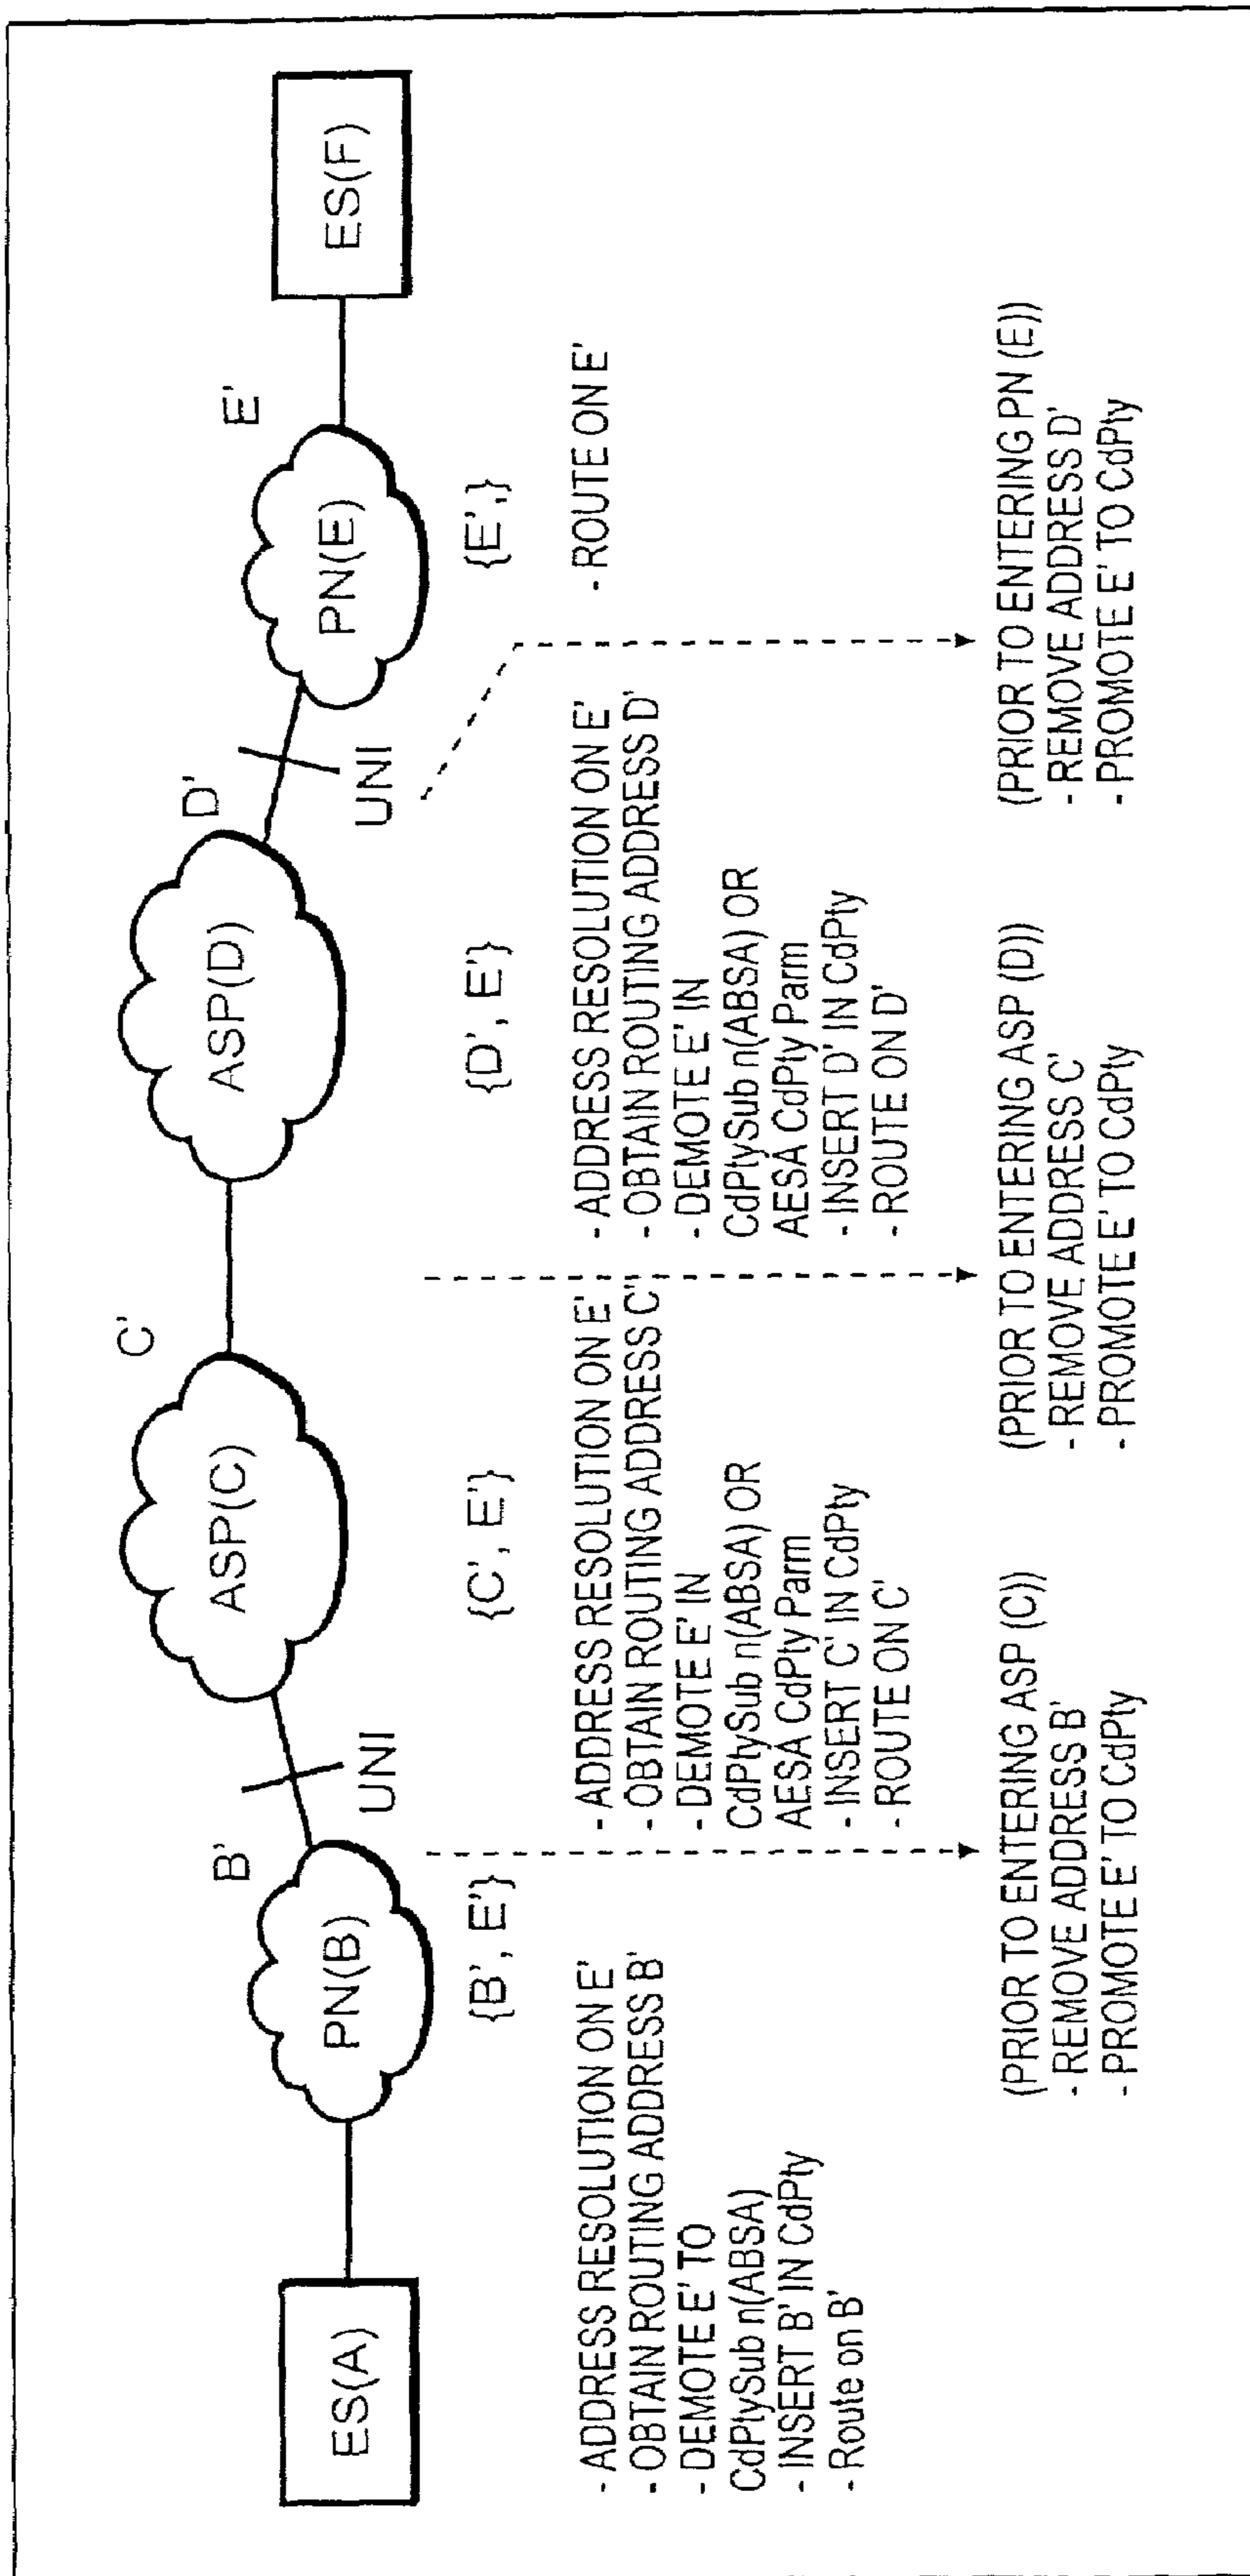 ES(A)
PN(B)
B'
UNI
ASP(C)
C'
ASP(D)
D'
UNI
PN(E)
E'
ES(F)
{B', E'}
{C', E'}
{D', E'}
{E',}
- ADDRESS RESOLUTION ON E'
- OBTAIN ROUTING ADDRESS B'
- DEMOTE E' TO
CdPtySub n(ABSA)
- INSERT B' IN CdPty
- Route on B'
- ADDRESS RESOLUTION ON E'
- OBTAIN ROUTING ADDRESS C'
- DEMOTE E' IN
CdPtySub n(ABSA) OR
AESA CdPty Parm
- INSERT C' IN CdPty
- ROUTE ON C'
- ADDRESS RESOLUTION ON E'
- OBTAIN ROUTING ADDRESS D'
- DEMOTE E' IN
CdPtySub n(ABSA) OR
AESA CdPty Parm
- INSERT D' IN CdPty
- ROUTE ON D'
- ROUTE ON E'
(PRIOR TO ENTERING ASP (C))
- REMOVE ADDRESS B'
- PROMOTE E' TO CdPty
(PRIOR TO ENTERING ASP (D))
- REMOVE ADDRESS C'
- PROMOTE E' TO CdPty
(PRIOR TO ENTERING PN (E))
- REMOVE ADDRESS D'
- PROMOTE E' TO CdPty